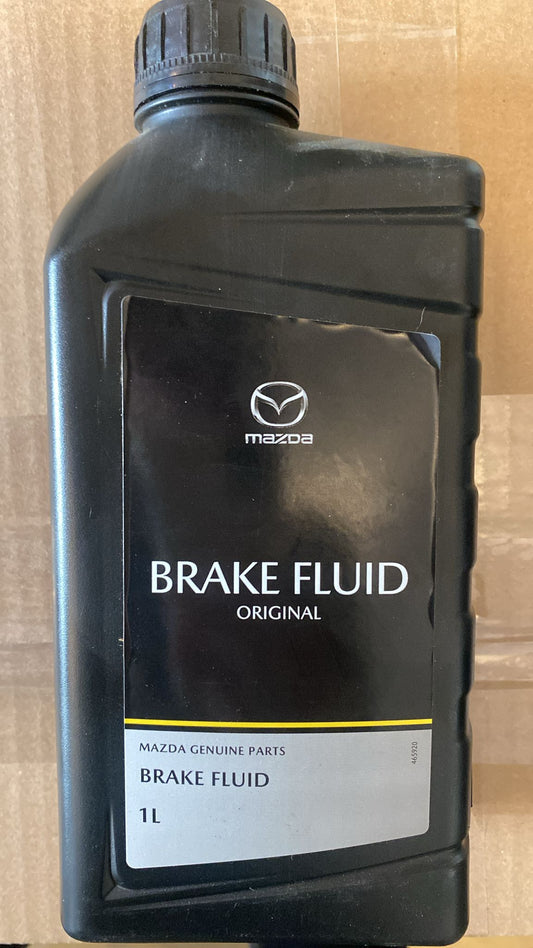 mazda
BRAKE FLUID
ORIGINAL
MAZDA GENUINE PARTS
465920
BRAKE FLUID
1L